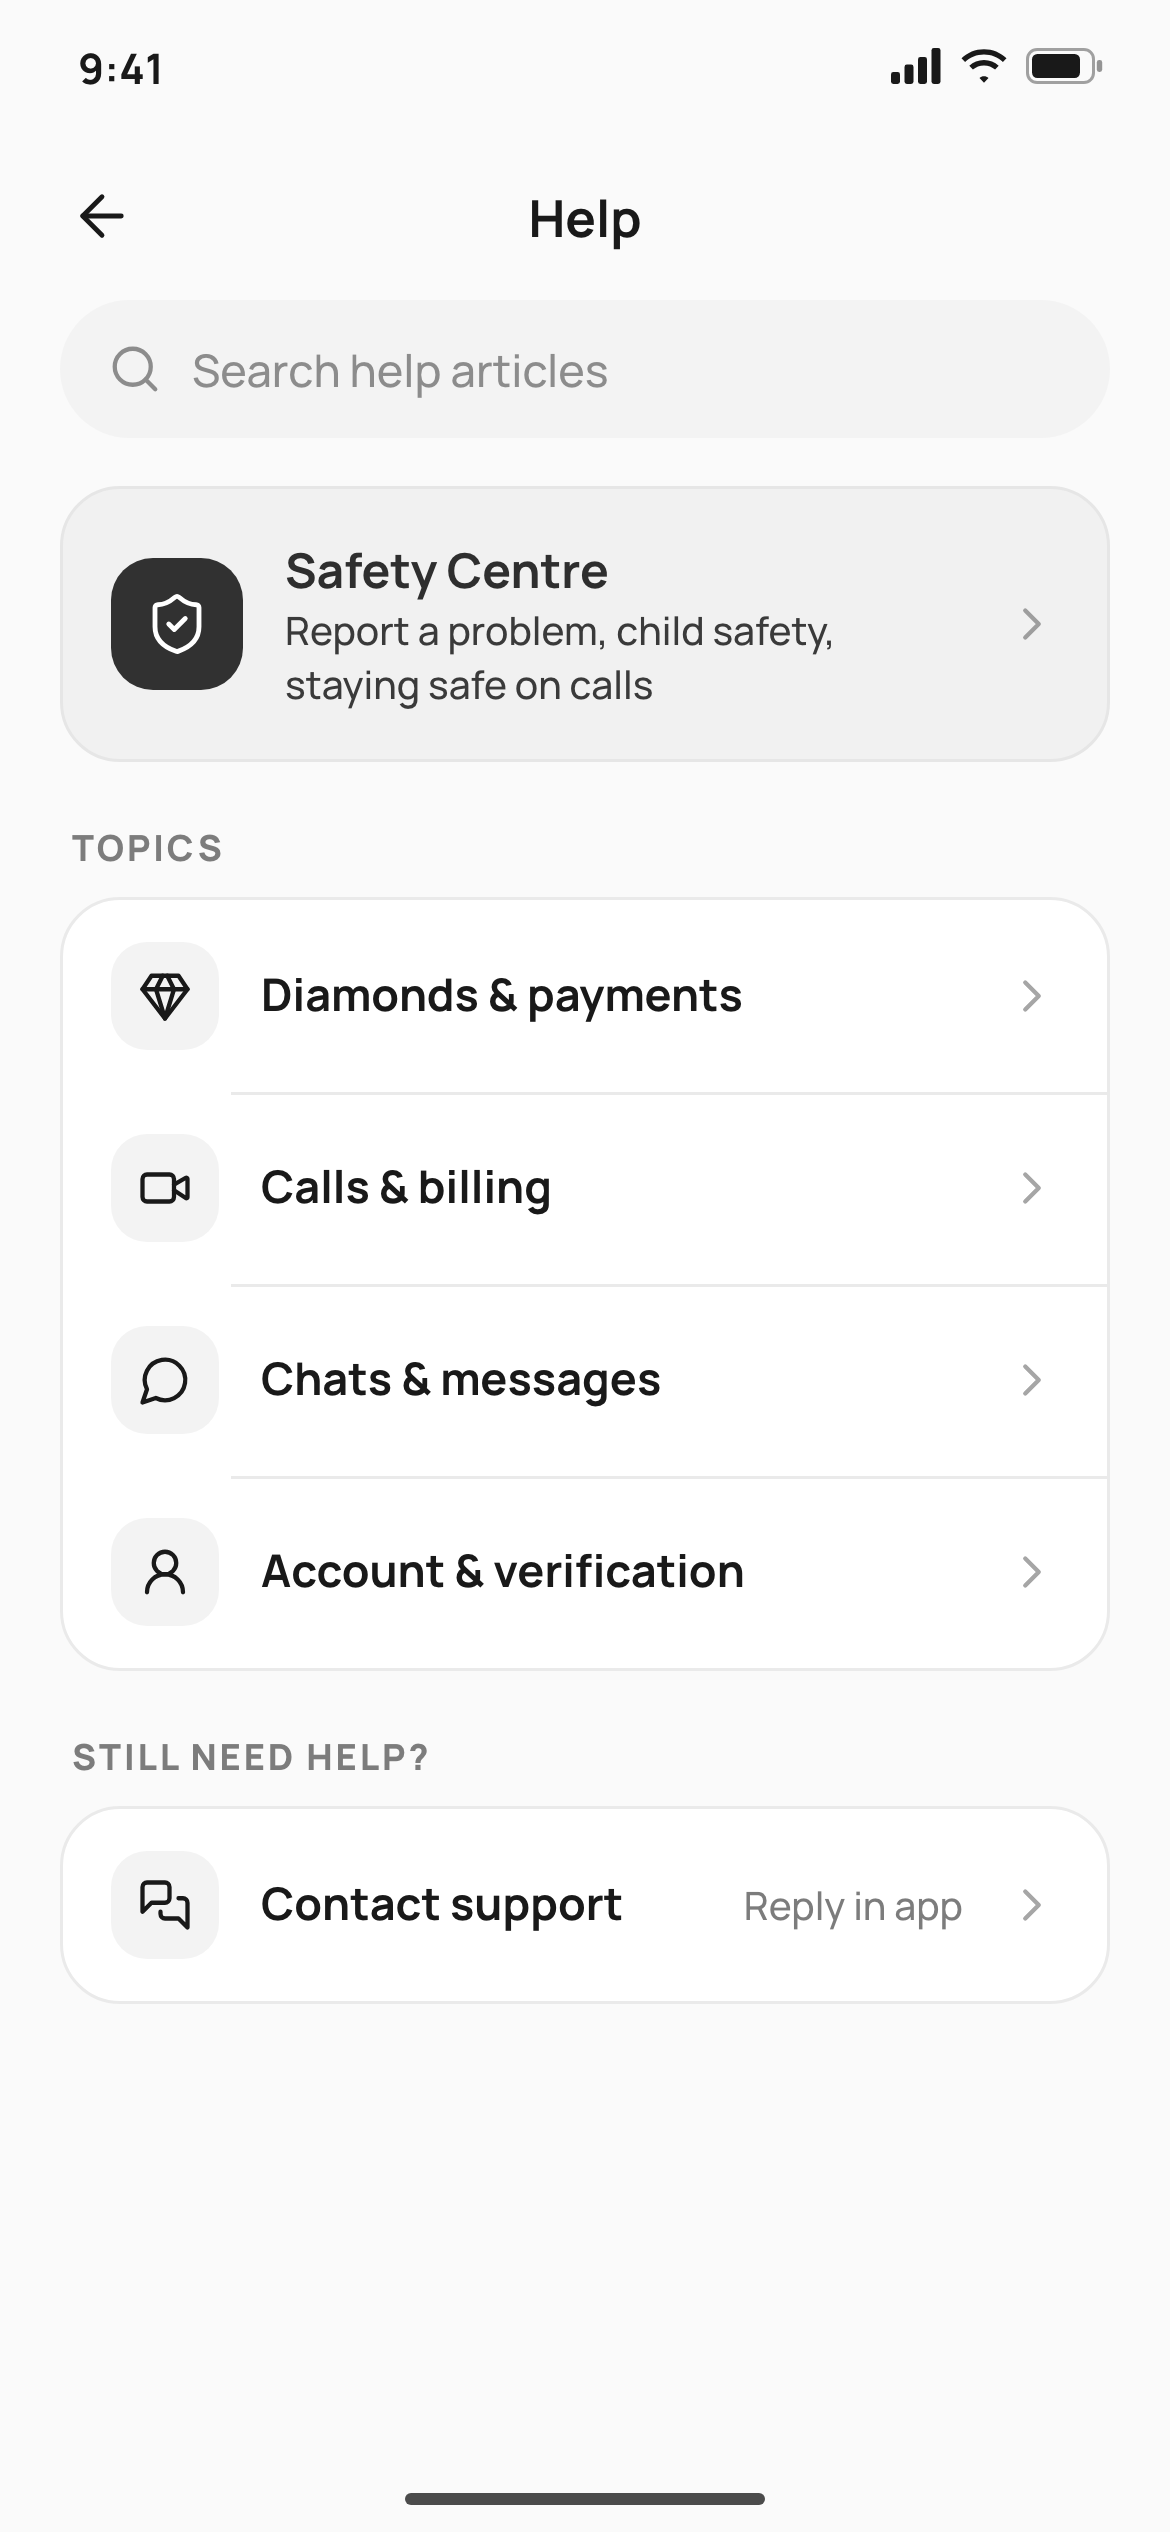 9:41
Help
Search help articles
Safety Centre
Report a problem, child safety,
staying safe on calls
TOPICS
Diamonds & payments
Calls & billing
Chats & messages
Account & verification
STILL NEED HELP?
Contact support
Reply in app